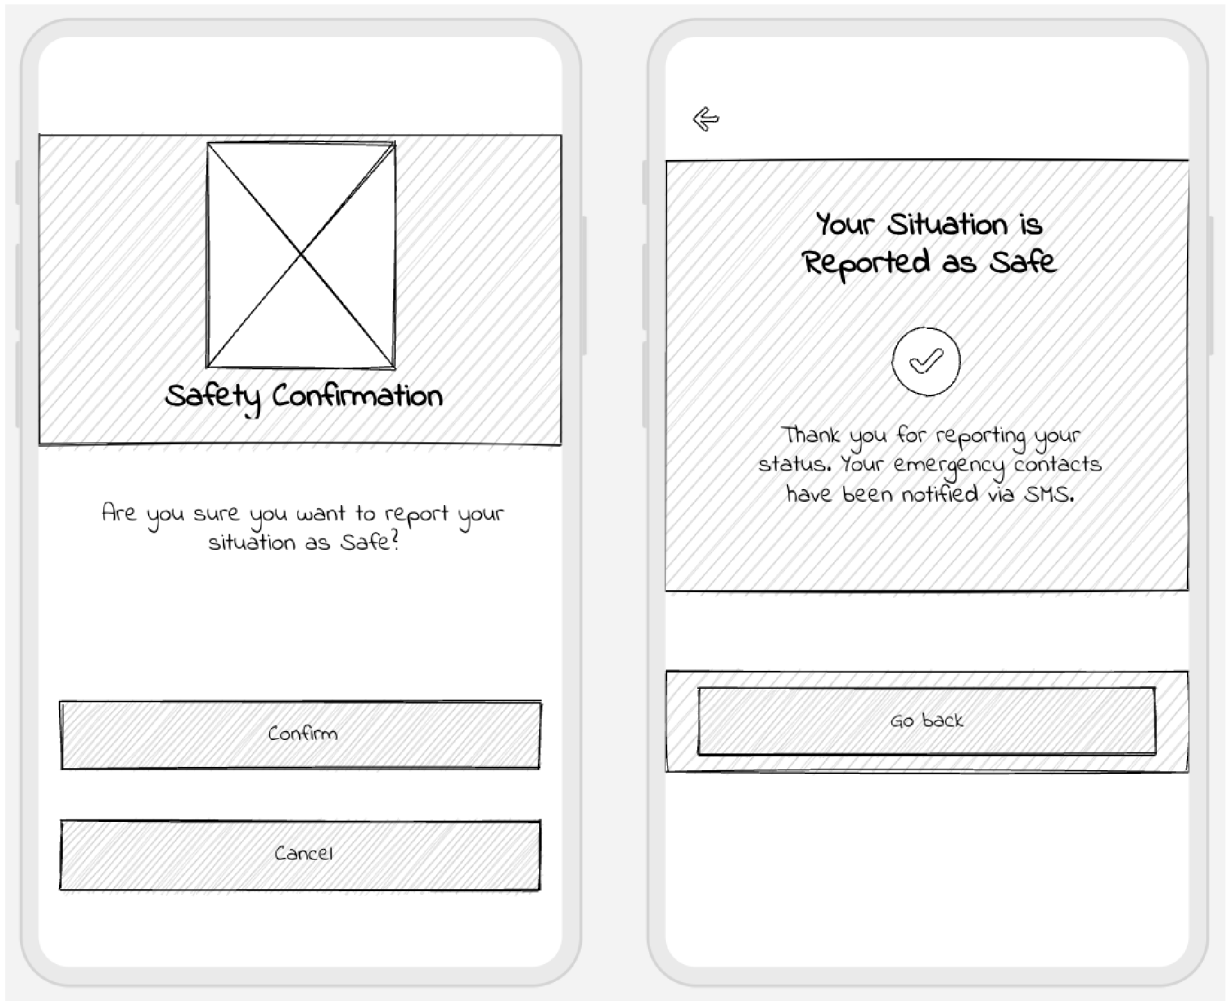 Safety Confirmation
Are you sure you want to report your
situation as Safe?
Confirm
Cancel
Your Situation is
Reported as Safe
Thank you for reporting your
status. Your emergency contacts
have been notified via SMS.
Go back